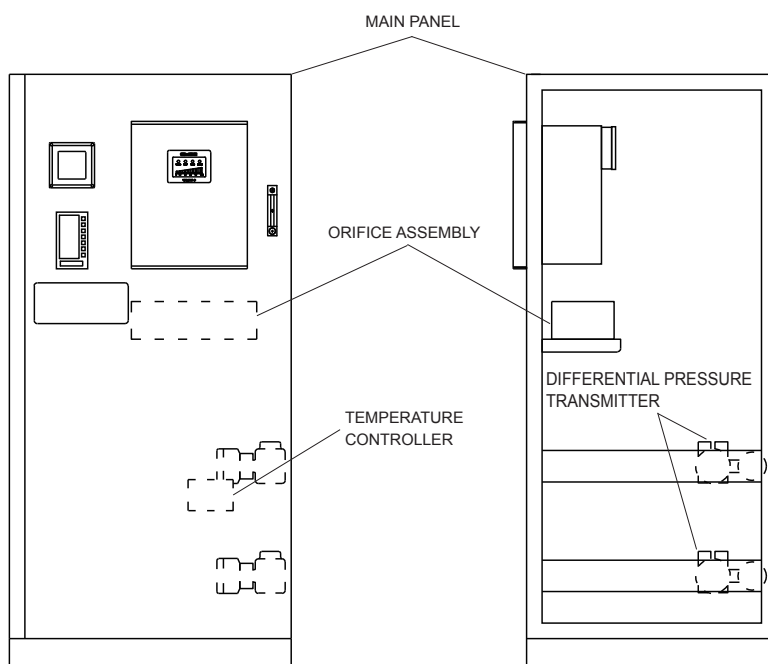 MAIN PANEL
ORIFICE ASSEMBLY
DIFFERENTIAL PRESSURE
TRANSMITTER
TEMPERATURE
CONTROLLER